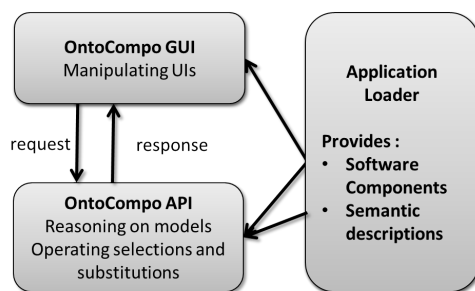 OntoCompo GUI
Manipulating UIs
request
response
OntoCompo API
Reasoning on models
Operating selections and
substitutions
Application
Loader
Provides :
• Software
Components
• Semantic
descriptions